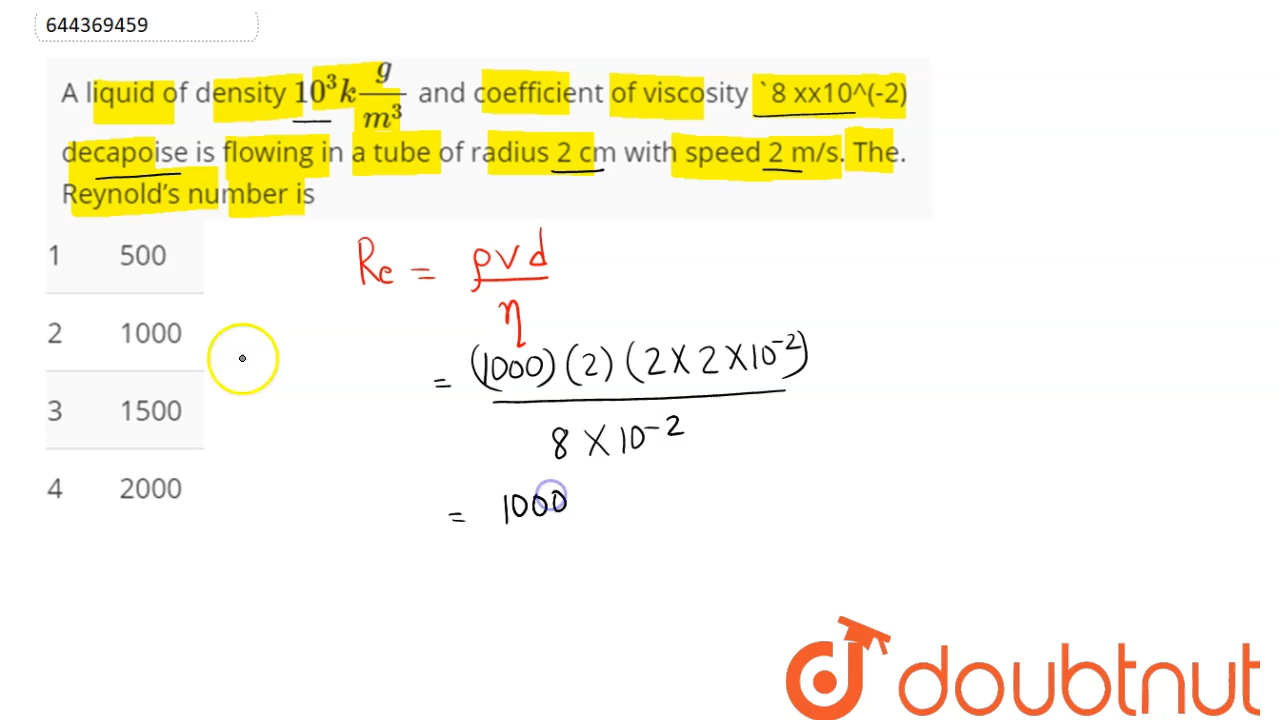 644369459
A liquid of density 10³k g/m³ and coefficient of viscosity `8 xx10^(-2)
decapoise is flowing in a tube of radius 2 cm with speed 2 m/s. The.
Reynold’s number is
1 500
2 1000
3 1500
4 2000
Re = ρvd/η
= (1000)(2)(2×2×10⁻²)/8×10⁻²
= 1000
doubtnut